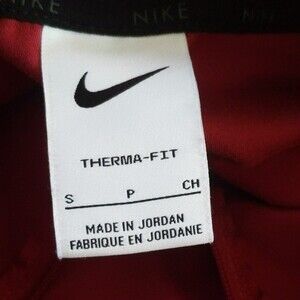 NIKE NIKE
THERMA-FIT
S P CH
MADE IN JORDAN
FABRIQUE EN JORDANIE